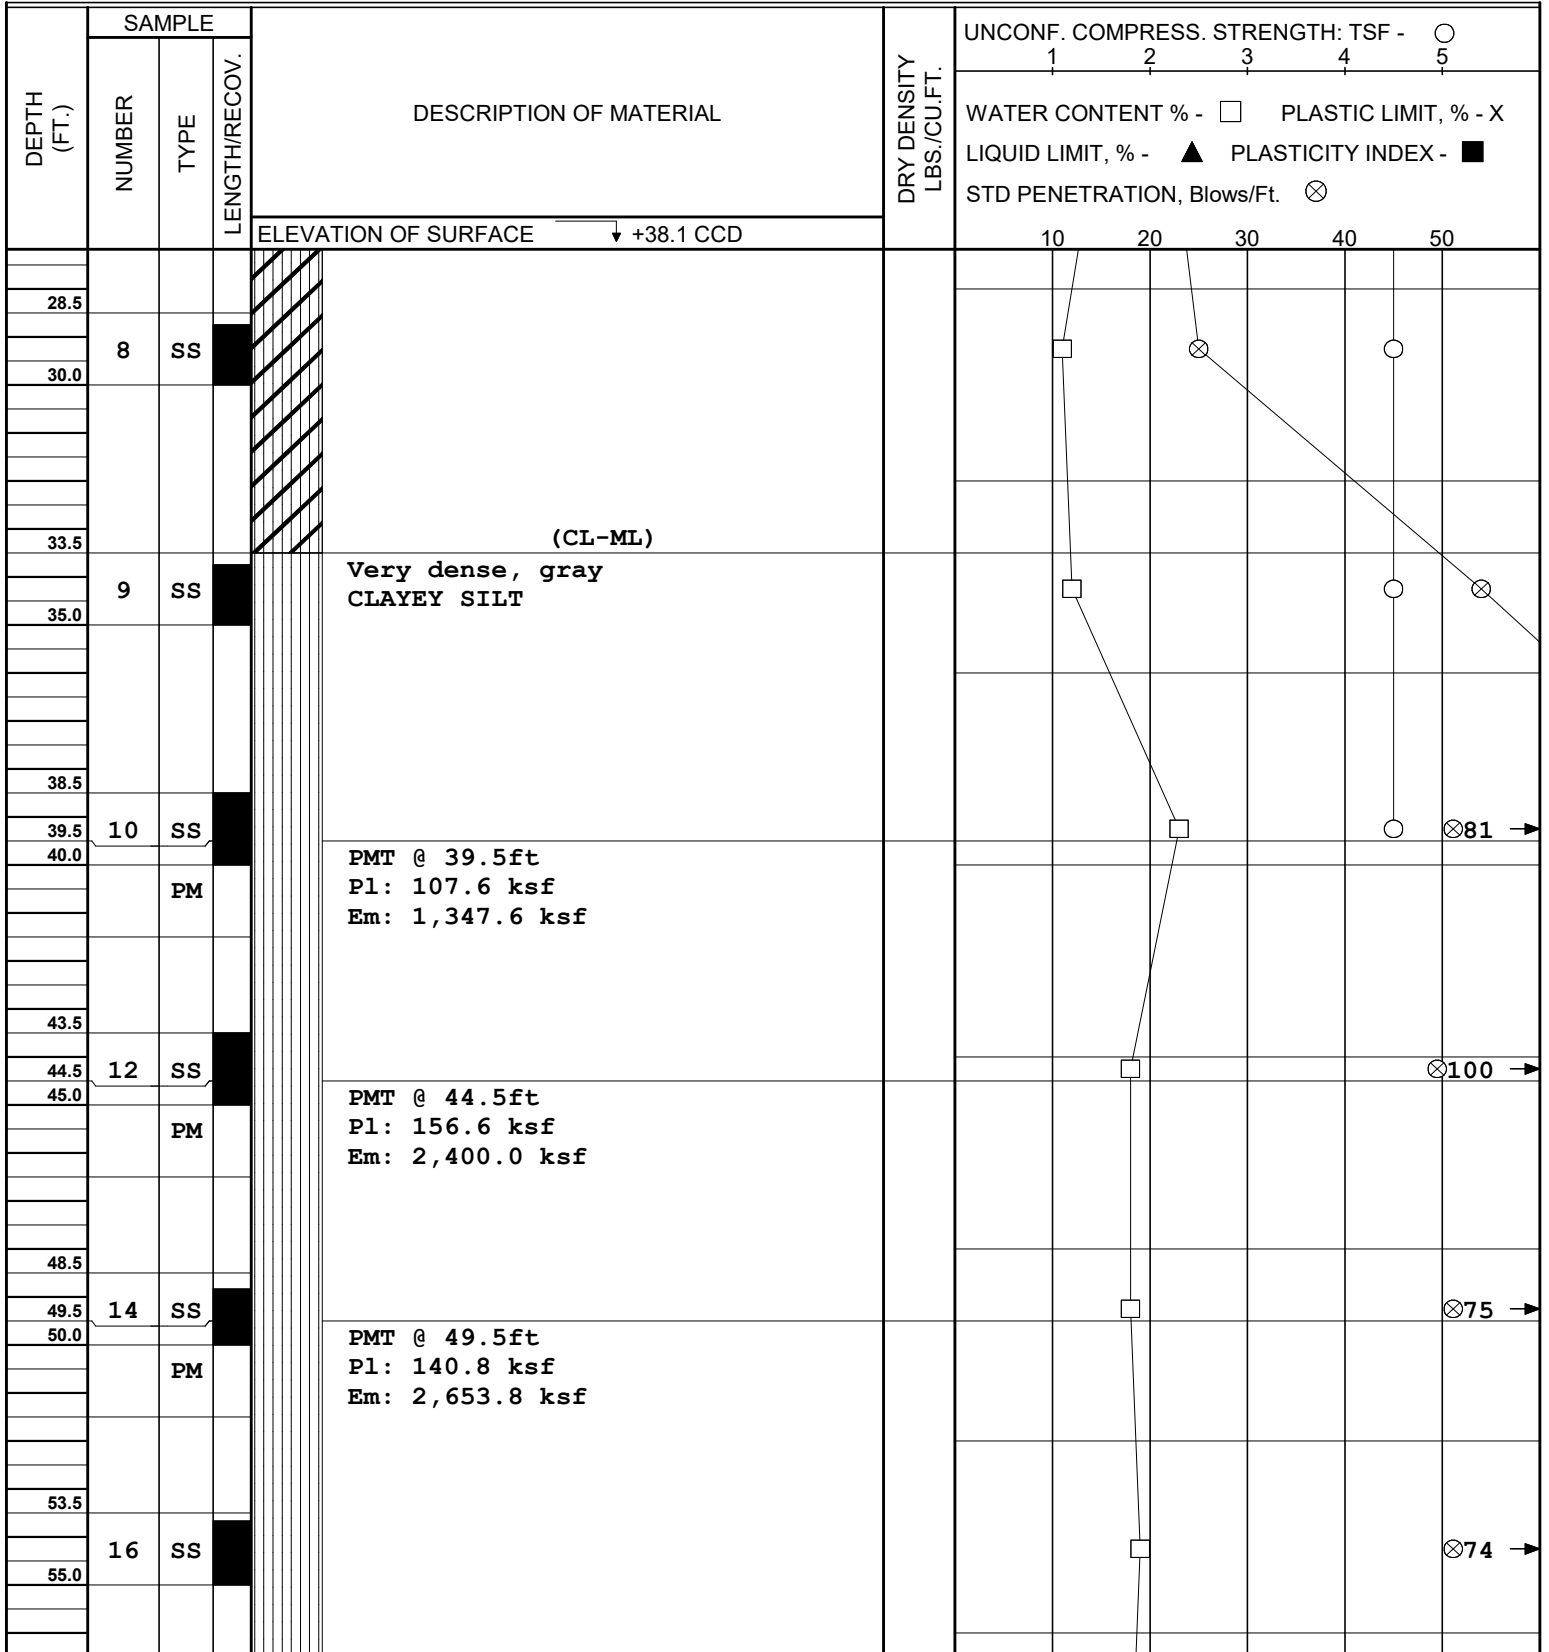 SAMPLE
DEPTH (FT.)
NUMBER
TYPE
LENGTH/RECOV.
DESCRIPTION OF MATERIAL
ELEVATION OF SURFACE +38.1 CCD
DRY DENSITY
LBS./CU.FT.
UNCONF. COMPRESS. STRENGTH: TSF -
1 2 3 4 5
WATER CONTENT % - PLASTIC LIMIT, % - X
LIQUID LIMIT, % - PLASTICITY INDEX -
STD PENETRATION, Blows/Ft.
10 20 30 40 50
28.5
8 SS
30.0
33.5 (CL-ML)
Very dense, gray
9 SS
CLAYEY SILT
35.0
38.5
39.5 10 SS 81
40.0
PMT @ 39.5ft
PM Pl: 107.6 ksf
Em: 1,347.6 ksf
43.5
44.5 12 SS 100
45.0
PMT @ 44.5ft
PM Pl: 156.6 ksf
Em: 2,400.0 ksf
48.5
49.5 14 SS 75
50.0
PMT @ 49.5ft
PM Pl: 140.8 ksf
Em: 2,653.8 ksf
53.5
16 SS 74
55.0